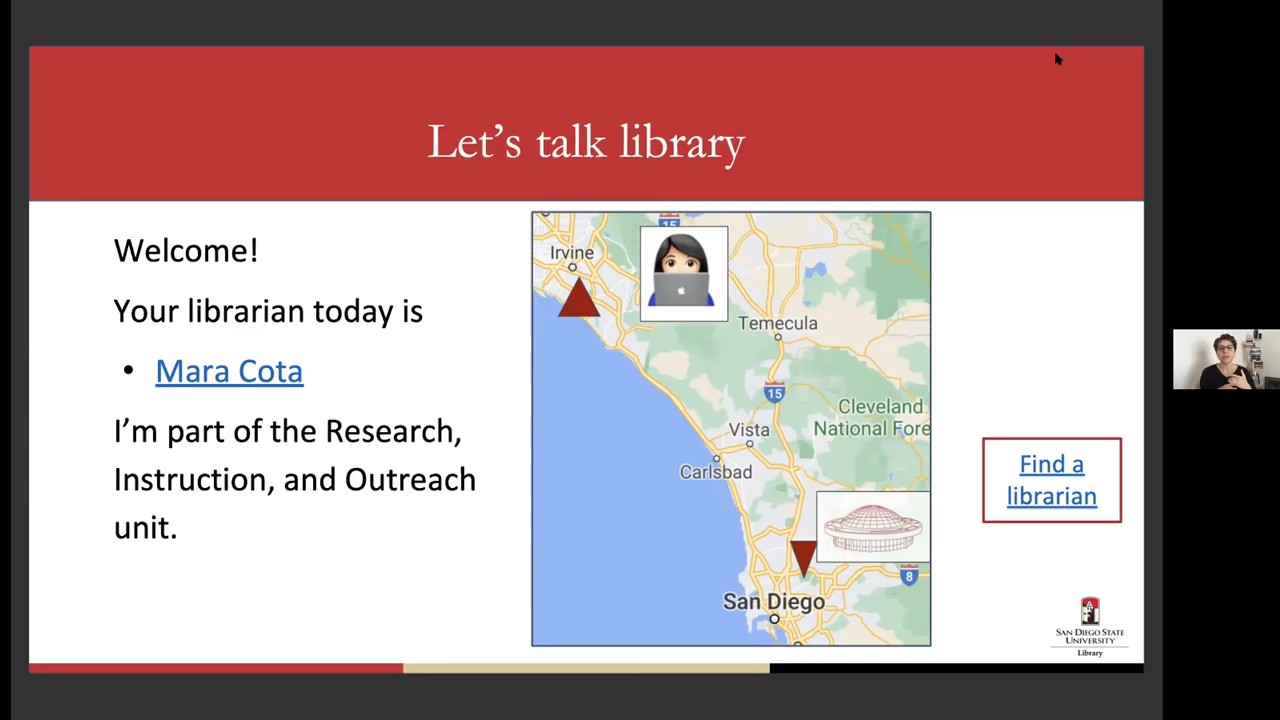 Let's talk library
Welcome!
Your librarian today is
• Mara Cota
I'm part of the Research,
Instruction, and Outreach
unit.
15
Irvine
Temecula
15
Cleveland
National Fore
Vista
Carlsbad
8
San Diego
Find a
librarian
SAN DIEGO STATE
UNIVERSITY
Library